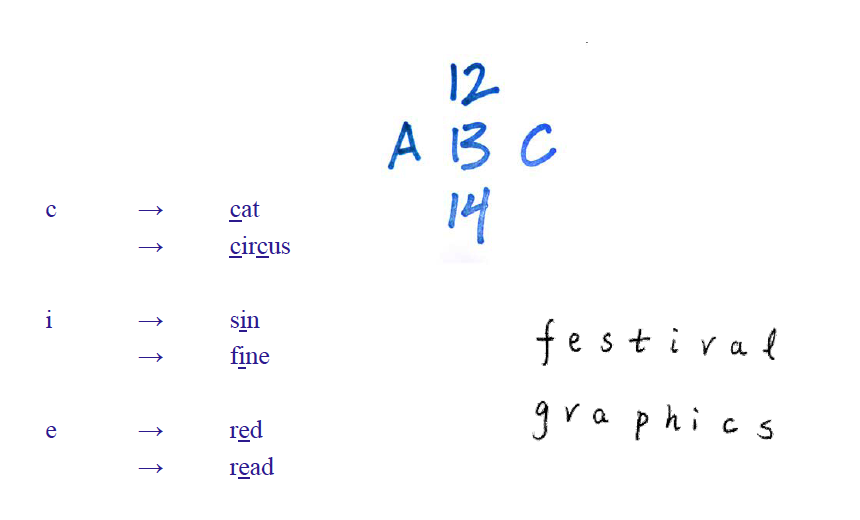 12
A 13 C
14
c → cat
→ circus
i → sin
→ fine
e → red
→ read
festival
graphics